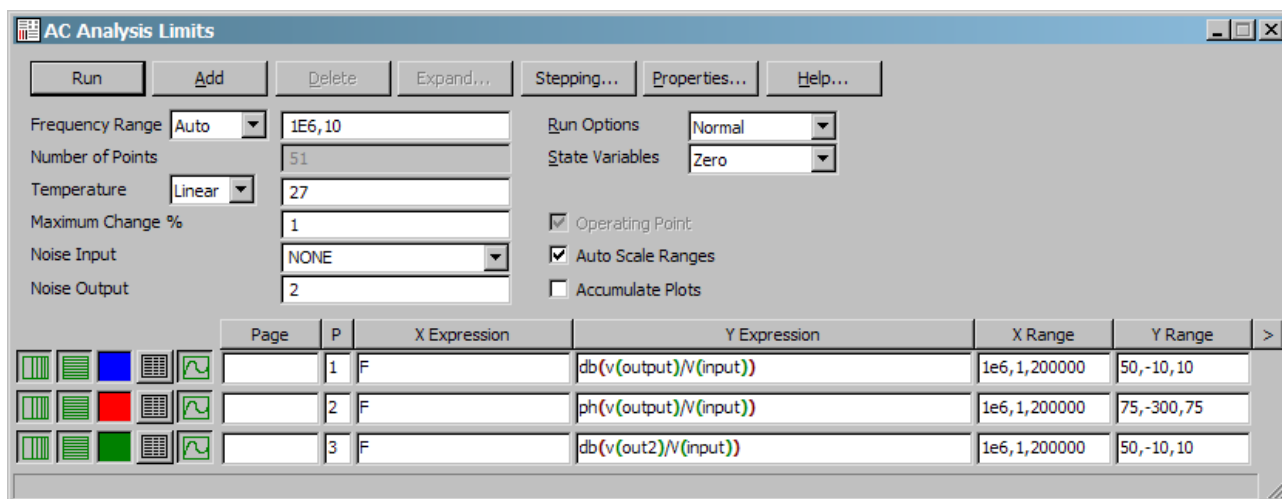 AC Analysis Limits
Run Add Delete Expand... Stepping... Properties... Help...
Frequency Range Auto 1E6,10 Run Options Normal
Number of Points 51 State Variables Zero
Temperature Linear 27
Maximum Change % 1 Operating Point
Noise Input NONE Auto Scale Ranges
Noise Output 2 Accumulate Plots
Page P X Expression Y Expression X Range Y Range >
1 F db(v(output)/V(input)) 1e6,1,200000 50,-10,10
2 F ph(v(output)/V(input)) 1e6,1,200000 75,-300,75
3 F db(v(out2)/V(input)) 1e6,1,200000 50,-10,10